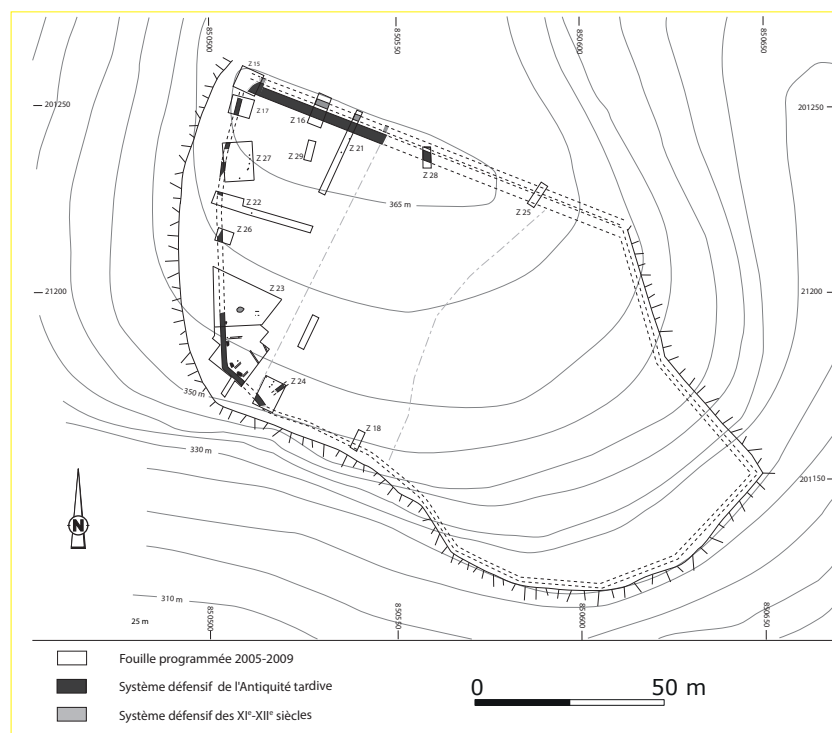 850500
850550
850600
850650
201250
201250
Z 15
Z 17
Z 16
Z 27
Z 29
Z 21
Z 28
Z 22
365 m
Z 25
Z 26
21200
21200
Z 23
Z 24
350 m
Z 18
330 m
201150
N
310 m
25 m
850500
850550
850600
850650
Fouille programmée 2005-2009
Système défensif de l'Antiquité tardive
0 50 m
Système défensif des XIe-XIIe siècles